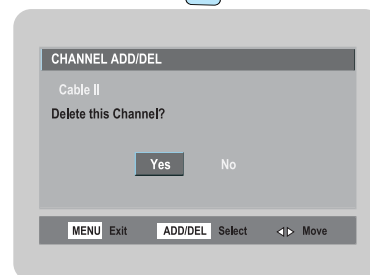 CHANNEL ADD/DEL
Cable II
Delete this Channel?
Yes No
MENU Exit ADD/DEL Select ◁▷ Move